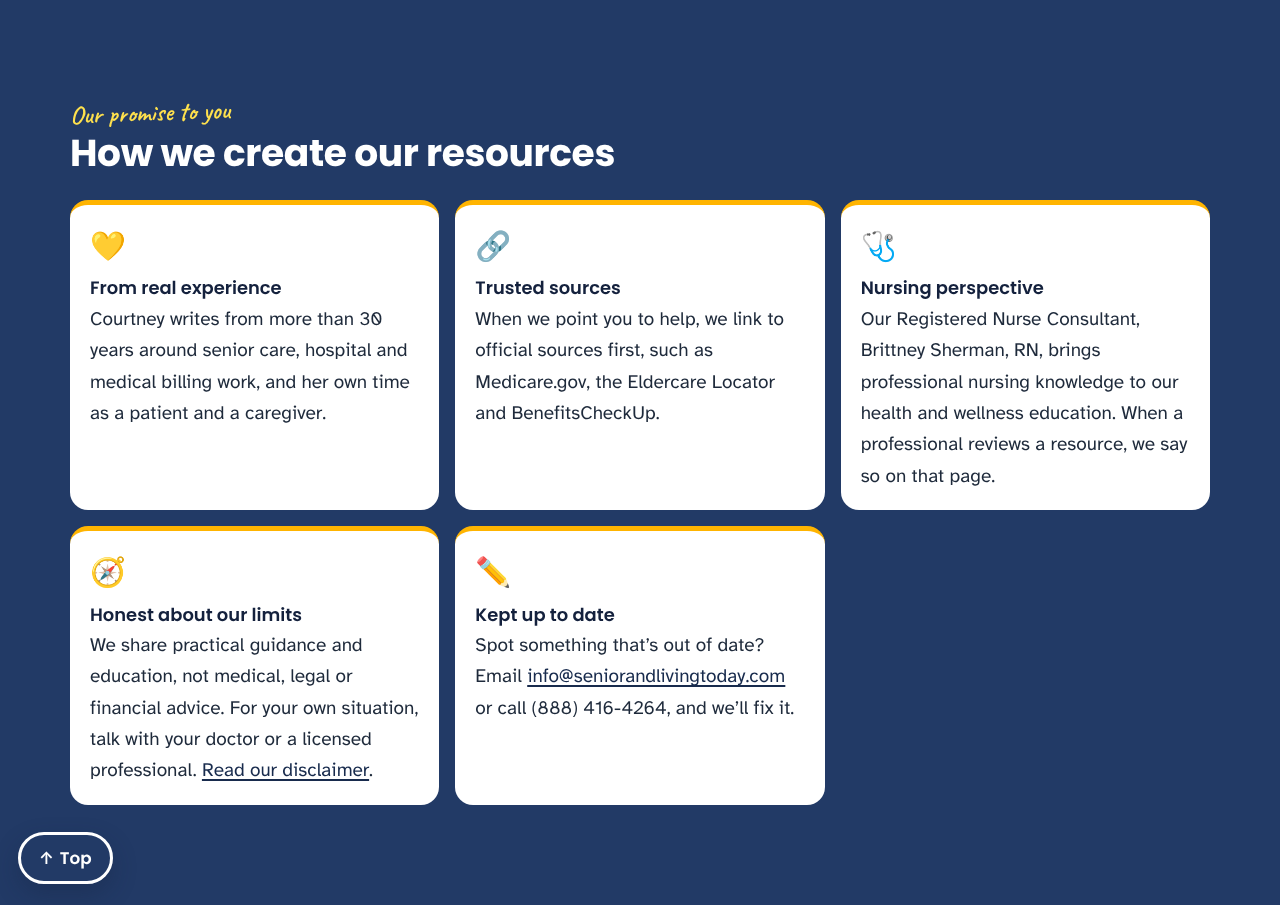 Our promise to you
How we create our resources
From real experience
Courtney writes from more than 30
years around senior care, hospital and
medical billing work, and her own time
as a patient and a caregiver.
Trusted sources
When we point you to help, we link to
official sources first, such as
Medicare.gov, the Eldercare Locator
and BenefitsCheckUp.
Nursing perspective
Our Registered Nurse Consultant,
Brittney Sherman, RN, brings
professional nursing knowledge to our
health and wellness education. When a
professional reviews a resource, we say
so on that page.
Honest about our limits
We share practical guidance and
education, not medical, legal or
financial advice. For your own situation,
talk with your doctor or a licensed
professional. Read our disclaimer.
Kept up to date
Spot something that’s out of date?
Email info@seniorandlivingtoday.com
or call (888) 416-4264, and we’ll fix it.
↑ Top